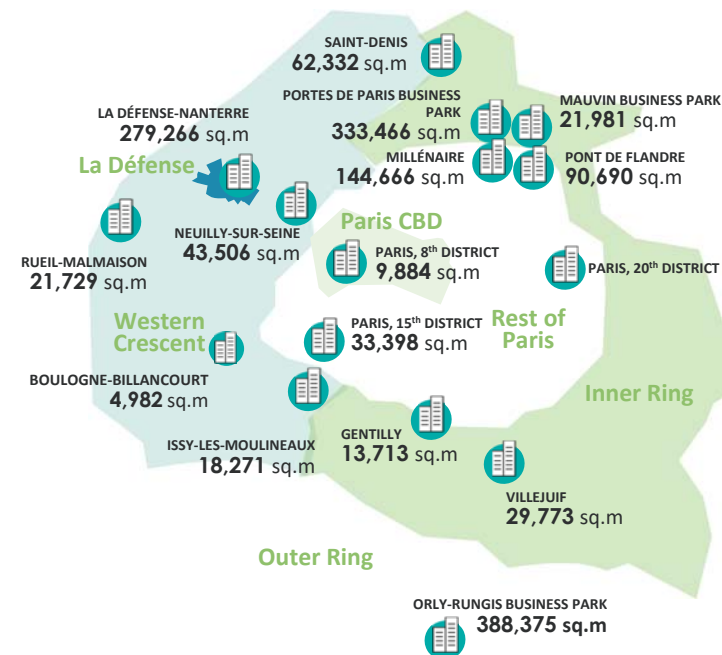 SAINT-DENIS
62,332 sq.m
PORTES DE PARIS BUSINESS
PARK
333,466 sq.m
MAUVIN BUSINESS PARK
21,981 sq.m
LA DÉFENSE-NANTERRE
279,266 sq.m
MILLÉNAIRE
144,666 sq.m
PONT DE FLANDRE
90,690 sq.m
La Défense
NEUILLY-SUR-SEINE
43,506 sq.m
Paris CBD
RUEIL-MALMAISON
21,729 sq.m
PARIS, 8th DISTRICT
9,884 sq.m
PARIS, 20th DISTRICT
Western
Crescent
PARIS, 15th DISTRICT
33,398 sq.m
Rest of
Paris
BOULOGNE-BILLANCOURT
4,982 sq.m
Inner Ring
ISSY-LES-MOULINEAUX
18,271 sq.m
GENTILLY
13,713 sq.m
VILLEJUIF
29,773 sq.m
Outer Ring
ORLY-RUNGIS BUSINESS PARK
388,375 sq.m